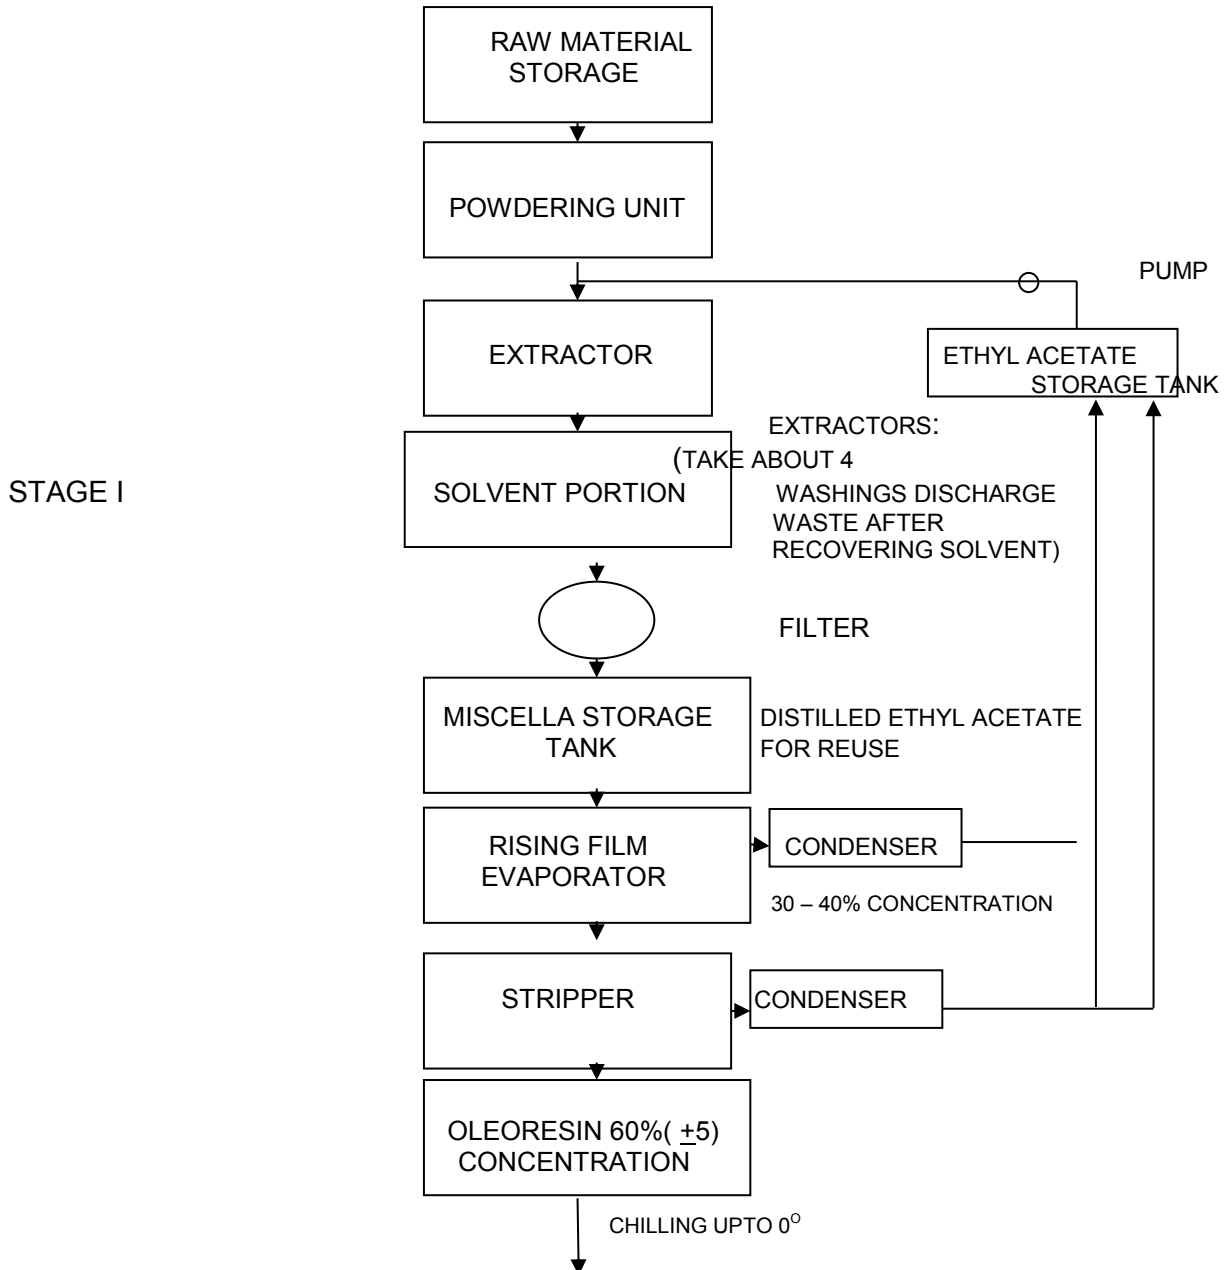 RAW MATERIAL
STORAGE
POWDERING UNIT
PUMP
EXTRACTOR
ETHYL ACETATE
STORAGE TANK
EXTRACTORS:
(TAKE ABOUT 4
STAGE I
SOLVENT PORTION
WASHINGS DISCHARGE
WASTE AFTER
RECOVERING SOLVENT)
FILTER
MISCELLA STORAGE
TANK
DISTILLED ETHYL ACETATE
FOR REUSE
RISING FILM
EVAPORATOR
CONDENSER
30 – 40% CONCENTRATION
STRIPPER
CONDENSER
OLEORESIN 60%( ±5)
CONCENTRATION
CHILLING UPTO 0<sup>O</sup>